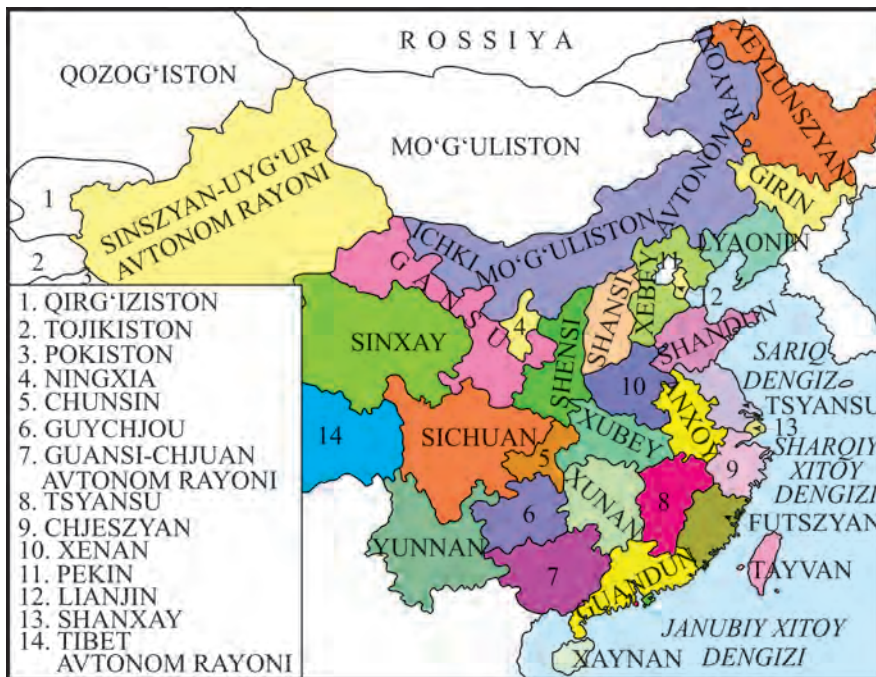 ROSSIYA
QOZOG‘ISTON
MO‘G‘ULISTON
XEYLUNSZYAN
GIRIN
LYAONIN
ICHKI MO‘G‘ULISTON AVTONOM RAYON
SINSZYAN-UYG‘UR
AVTONOM RAYONI
1
2
3
GANSU
4
SINXAY
SHENSI
SHANSI
XEBEY
12
SHANDUN
SARIQ
DENGIZ
10
INXOY
TSYANSU
13
14
SICHUAN
5
XUBEY
SHARQIY
XITOY
DENGIZI
9
XUNAN
8
6
YUNNAN
7
GUANDUN
FUTSZYAN
TAYVAN
JANUBIY XITOY
DENGIZI
XAYNAN
1. QIRG‘IZISTON
2. TOJIKISTON
3. POKISTON
4. NINGXIA
5. CHUNSIN
6. GUYCHJOU
7. GUANSI-CHJUAN
AVTONOM RAYONI
8. TSYANSU
9. CHJESZYAN
10. XENAN
11. PEKIN
12. LIANJIN
13. SHANXAY
14. TIBET
AVTONOM RAYONI